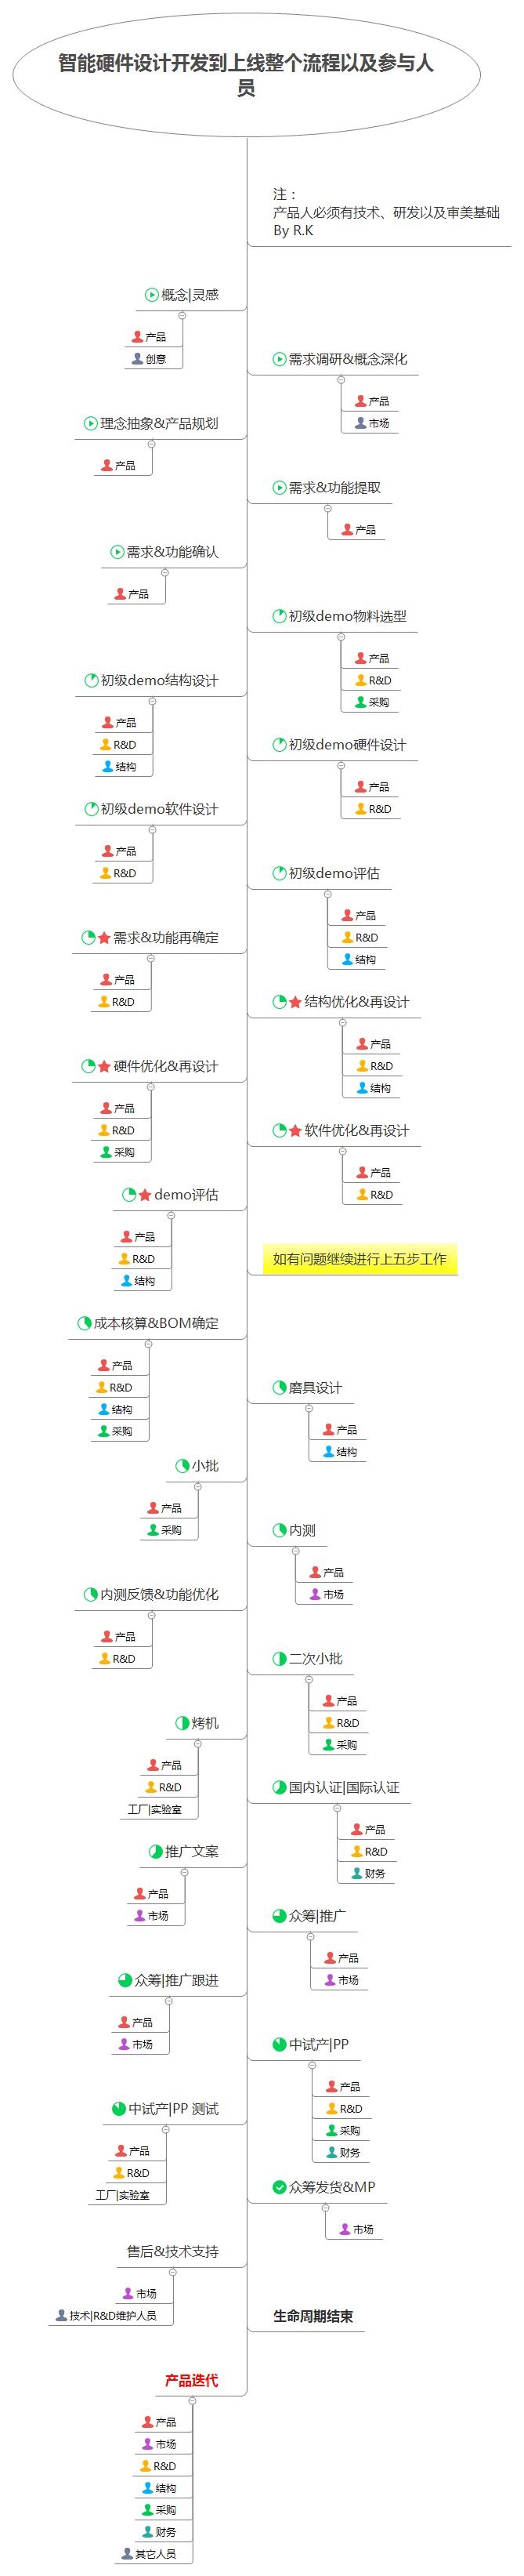 智能硬件设计开发到上线整个流程以及参与人
员
注：
产品人必须有技术、研发以及审美基础
By R.K
概念|灵感
产品
创意
需求调研&概念深化
产品
市场
理念抽象&产品规划
产品
需求&功能提取
产品
需求&功能确认
产品
初级demo物料选型
产品
R&D
采购
初级demo结构设计
产品
R&D
结构
初级demo硬件设计
产品
R&D
初级demo软件设计
产品
R&D
初级demo评估
产品
R&D
结构
需求&功能再确定
产品
R&D
结构优化&再设计
产品
R&D
结构
硬件优化&再设计
产品
R&D
采购
软件优化&再设计
产品
R&D
demo评估
产品
R&D
结构
如有问题继续进行上五步工作
成本核算&BOM确定
产品
R&D
结构
采购
磨具设计
产品
结构
小批
产品
采购
内测
产品
市场
内测反馈&功能优化
产品
R&D
二次小批
产品
R&D
采购
烤机
产品
R&D
工厂|实验室
国内认证|国际认证
产品
R&D
财务
推广文案
产品
市场
众筹|推广
产品
市场
众筹|推广跟进
产品
市场
中试产|PP
产品
R&D
采购
财务
中试产|PP 测试
产品
R&D
工厂|实验室
众筹发货&MP
市场
售后&技术支持
市场
技术|R&D维护人员
生命周期结束
产品迭代
产品
市场
R&D
结构
采购
财务
其它人员